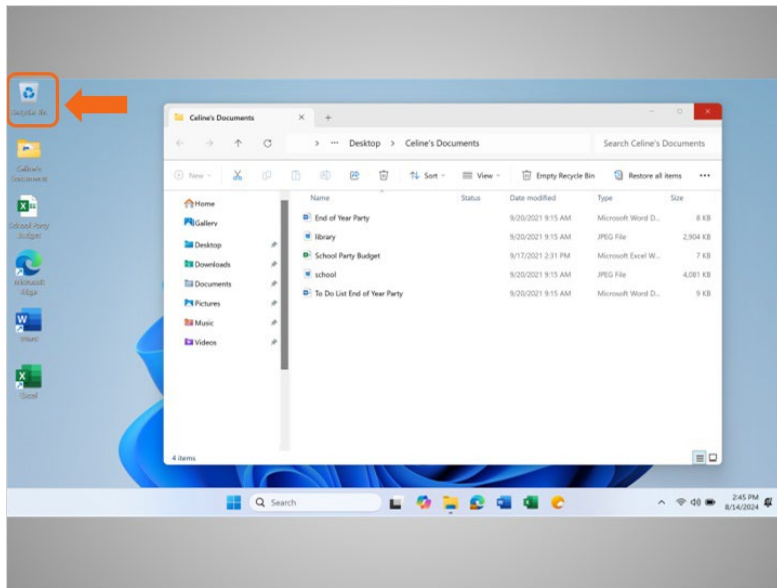 Recycle Bin
Celine's Documents × +
> ··· Desktop > Celine's Documents Search Celine's Documents
New Sort View Empty Recycle Bin Restore all items ···
Celine's
Documents
Home
Gallery
Desktop
Downloads
Documents
Pictures
Music
Videos
Name Status Date modified Type Size
End of Year Party 9/20/2021 9:15 AM Microsoft Word D... 8 KB
library 9/20/2021 9:15 AM JPEG File 2,904 KB
School Party Budget 9/17/2021 2:31 PM Microsoft Excel W... 7 KB
school 9/20/2021 9:15 AM JPEG File 4,081 KB
To Do List End of Year Party 9/20/2021 9:15 AM Microsoft Word D... 9 KB
School Party
Budget
Microsoft
Edge
Word
Excel
4 items
Search
2:45 PM
8/14/2024